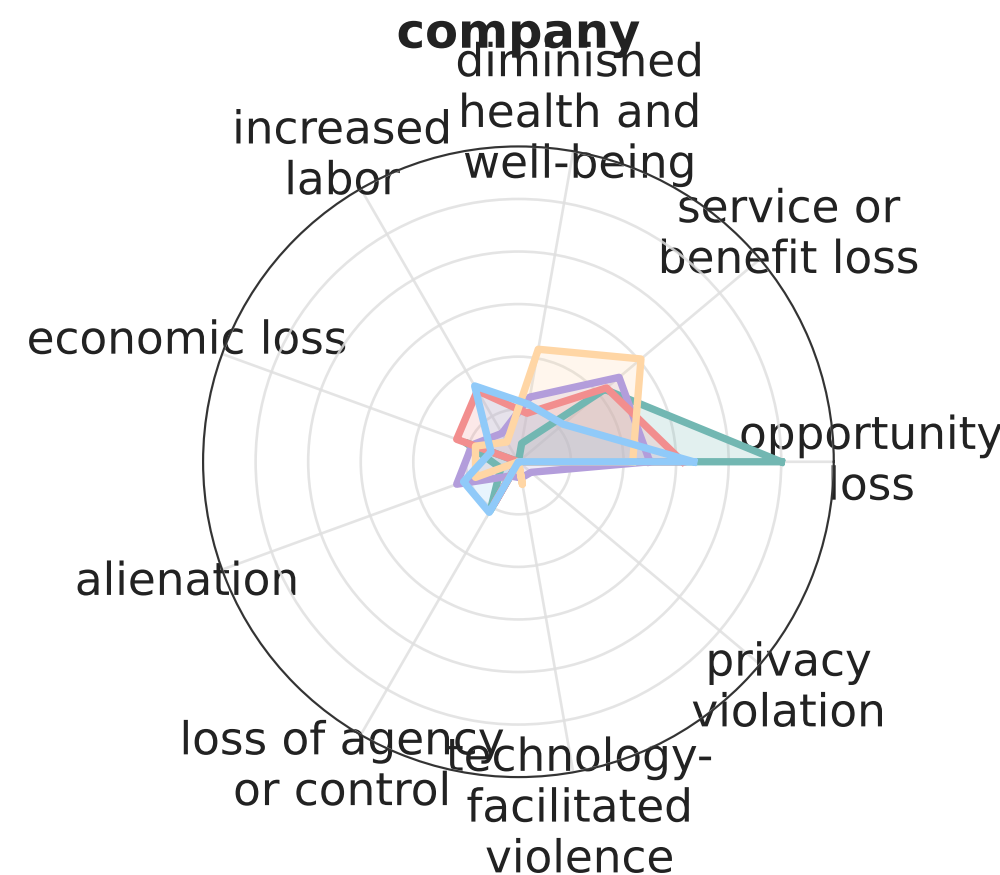 company
diminished
health and
well-being
increased
labor
service or
benefit loss
economic loss
opportunity
loss
alienation
privacy
violation
loss of agency
or control
technology-
facilitated
violence